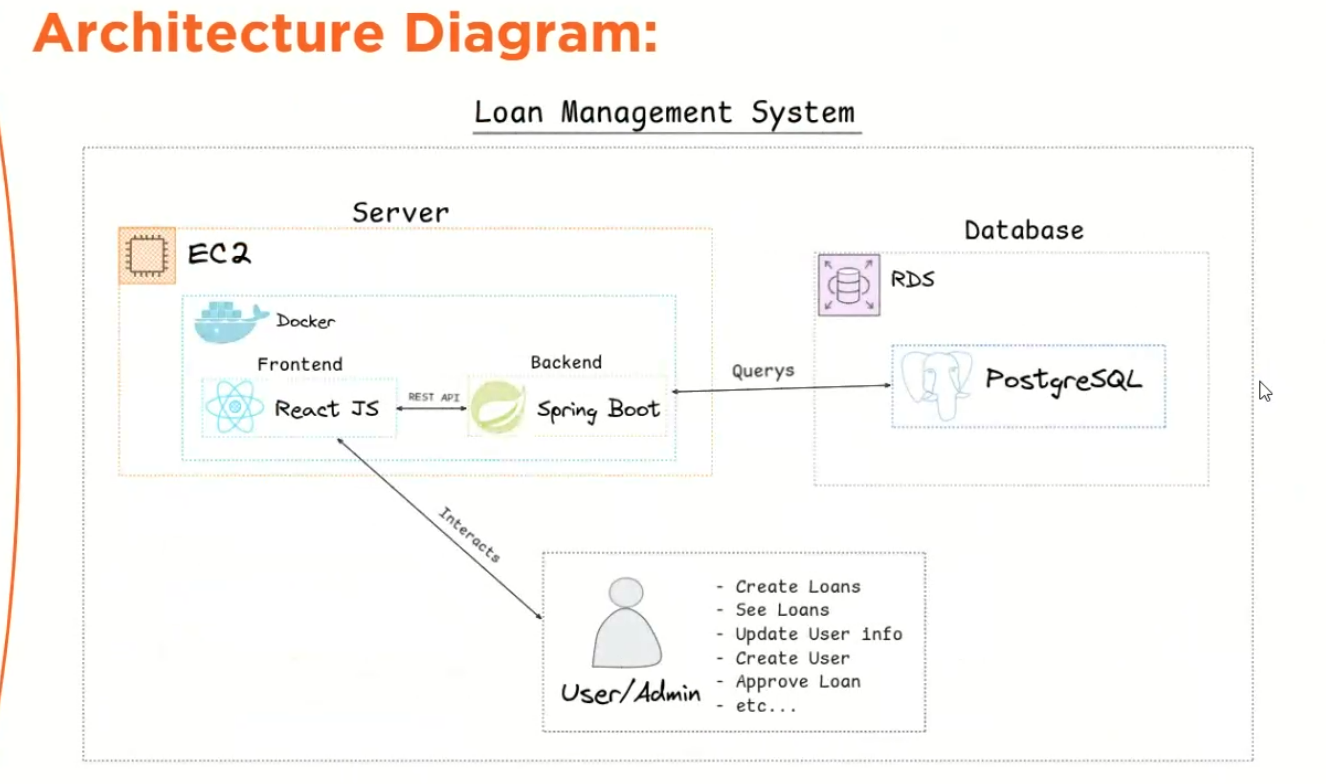 Architecture Diagram:
Loan Management System
Server
EC2
Docker
Frontend
React JS
REST API
Backend
Spring Boot
Querys
Database
RDS
PostgreSQL
Interacts
User/Admin
- Create Loans
- See Loans
- Update User info
- Create User
- Approve Loan
- etc...